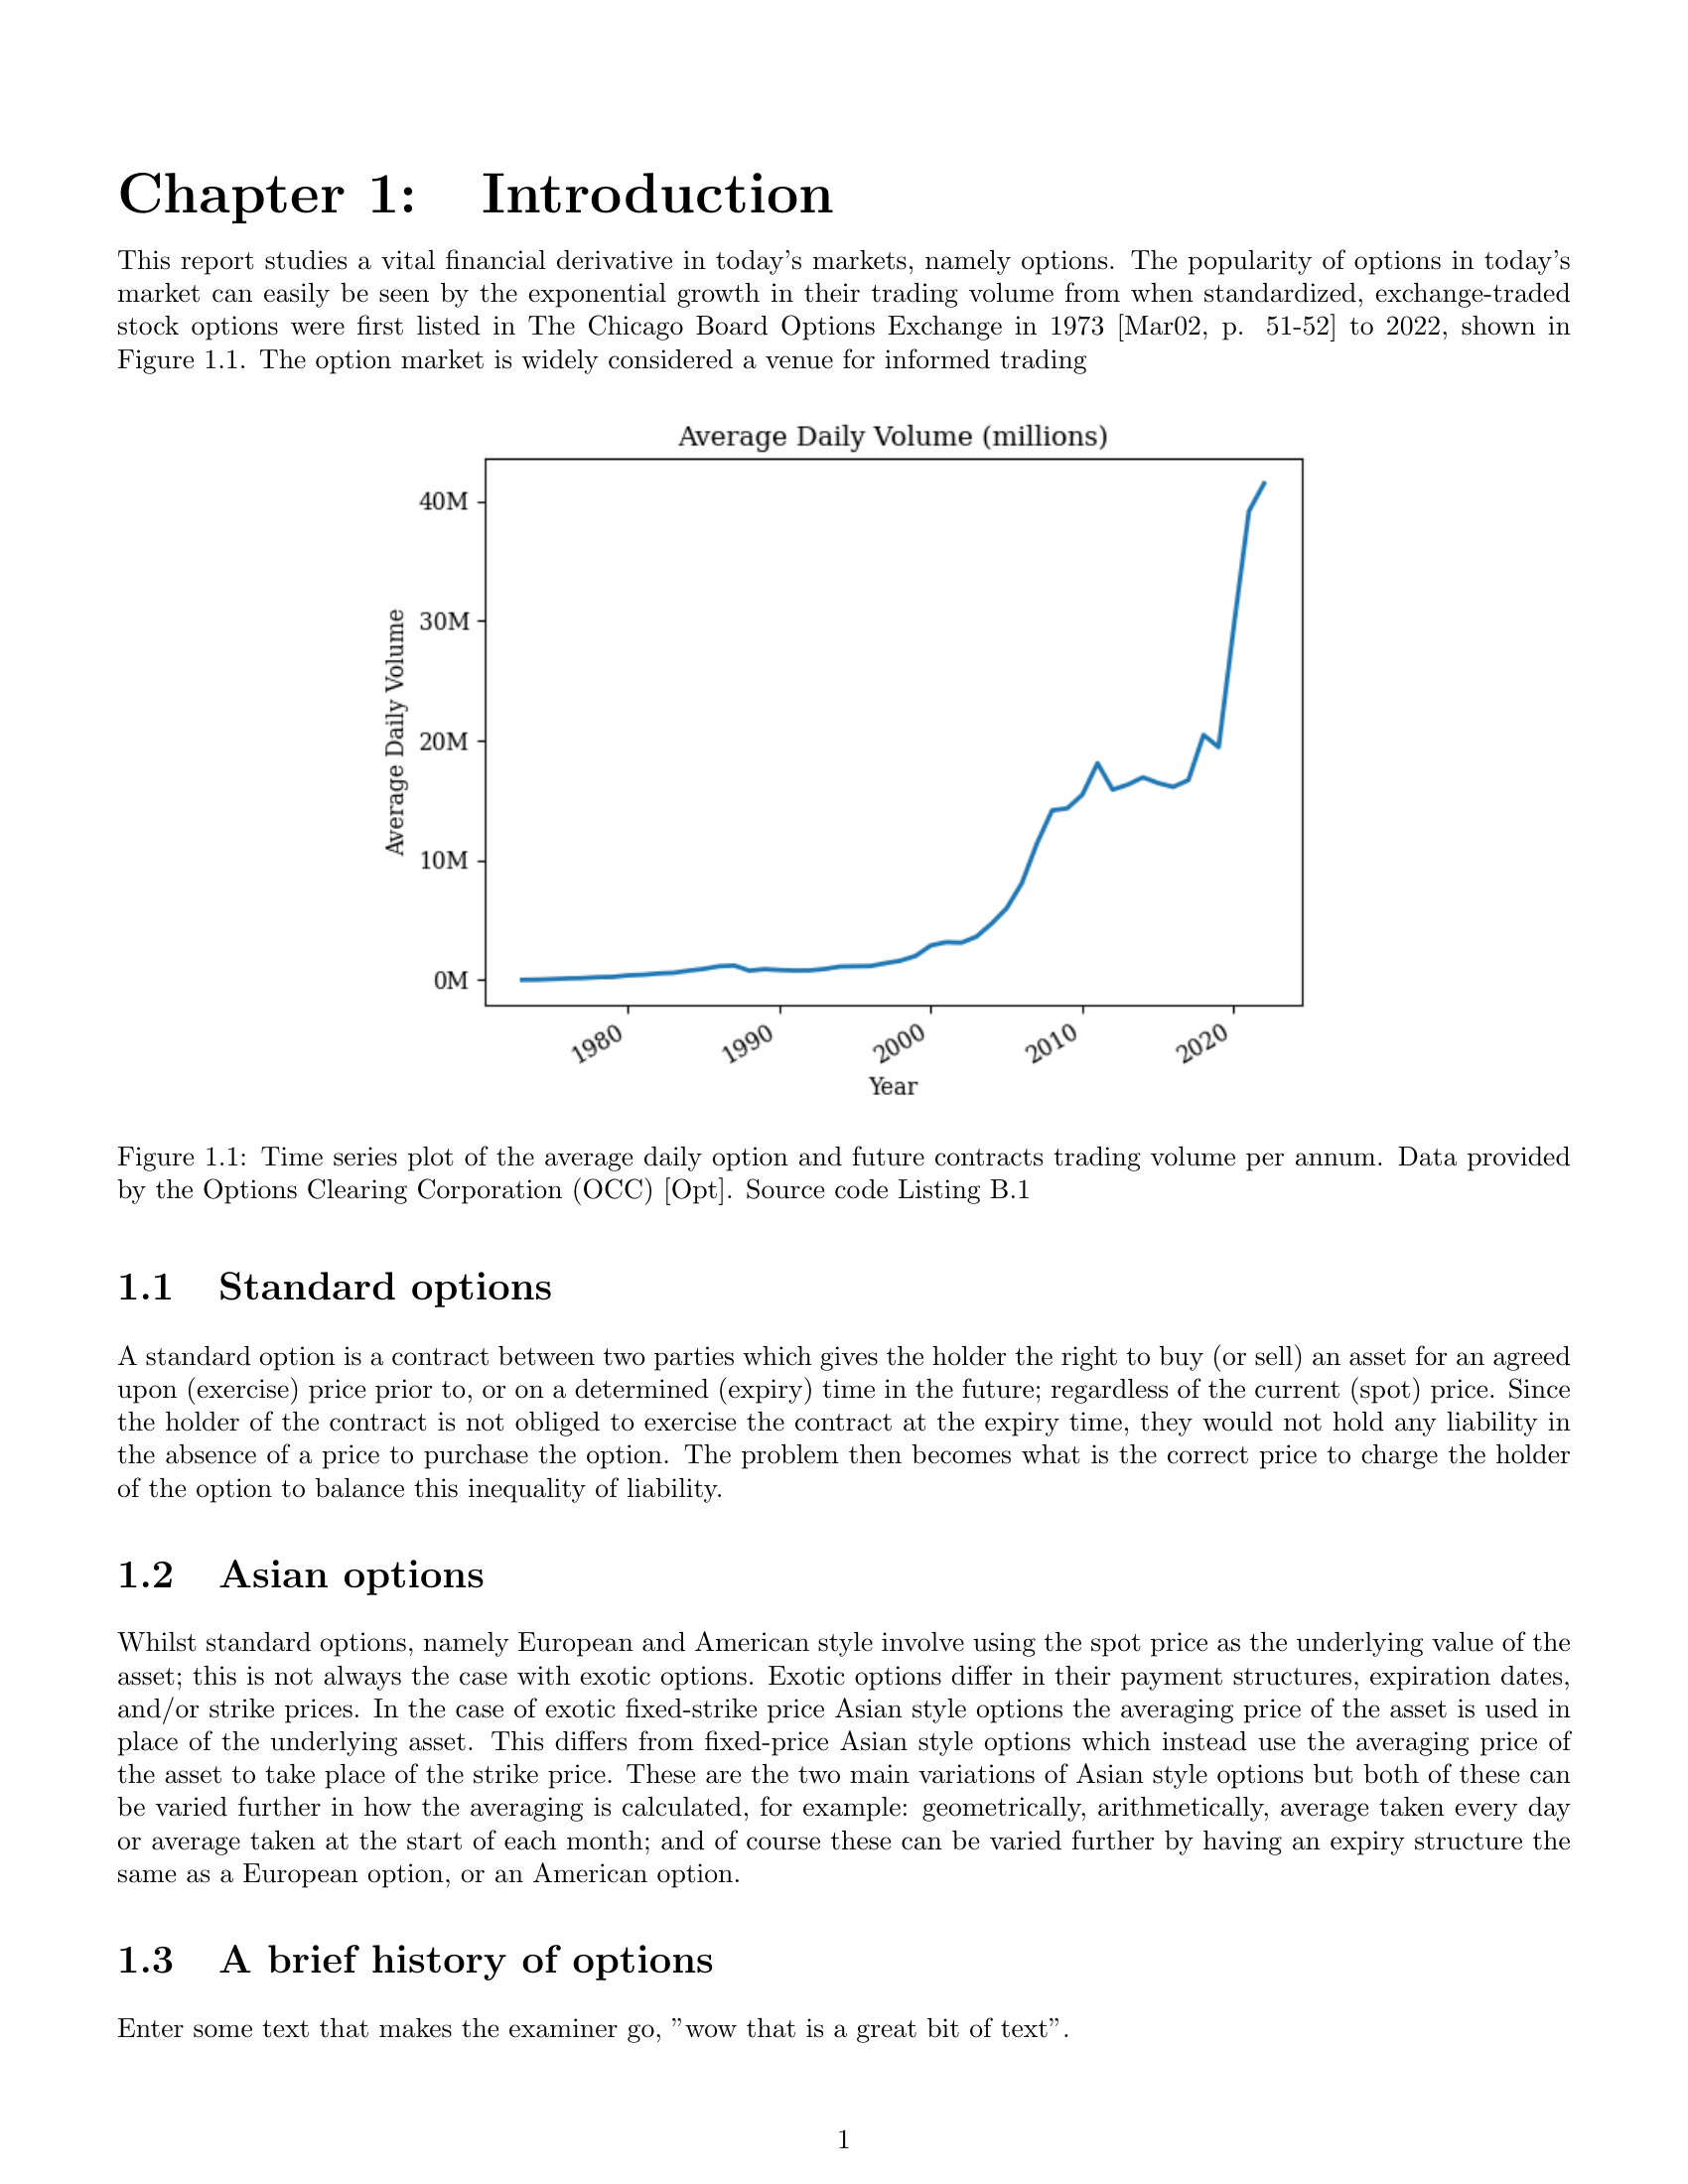 Chapter 1: Introduction
This report studies a vital financial derivative in today's markets, namely options. The popularity of options in today's
market can easily be seen by the exponential growth in their trading volume from when standardized, exchange-traded
stock options were first listed in The Chicago Board Options Exchange in 1973 [Mar02, p. 51-52] to 2022, shown in
Figure 1.1. The option market is widely considered a venue for informed trading
Average Daily Volume (millions)
Average Daily Volume
40M
30M
20M
10M
0M
1980
1990
2000
2010
2020
Year
Figure 1.1: Time series plot of the average daily option and future contracts trading volume per annum. Data provided
by the Options Clearing Corporation (OCC) [Opt]. Source code Listing B.1
1.1 Standard options
A standard option is a contract between two parties which gives the holder the right to buy (or sell) an asset for an agreed
upon (exercise) price prior to, or on a determined (expiry) time in the future; regardless of the current (spot) price. Since
the holder of the contract is not obliged to exercise the contract at the expiry time, they would not hold any liability in
the absence of a price to purchase the option. The problem then becomes what is the correct price to charge the holder
of the option to balance this inequality of liability.
1.2 Asian options
Whilst standard options, namely European and American style involve using the spot price as the underlying value of the
asset; this is not always the case with exotic options. Exotic options differ in their payment structures, expiration dates,
and/or strike prices. In the case of exotic fixed-strike price Asian style options the averaging price of the asset is used in
place of the underlying asset. This differs from fixed-price Asian style options which instead use the averaging price of
the asset to take place of the strike price. These are the two main variations of Asian style options but both of these can
be varied further in how the averaging is calculated, for example: geometrically, arithmetically, average taken every day
or average taken at the start of each month; and of course these can be varied further by having an expiry structure the
same as a European option, or an American option.
1.3 A brief history of options
Enter some text that makes the examiner go, ”wow that is a great bit of text”.
1